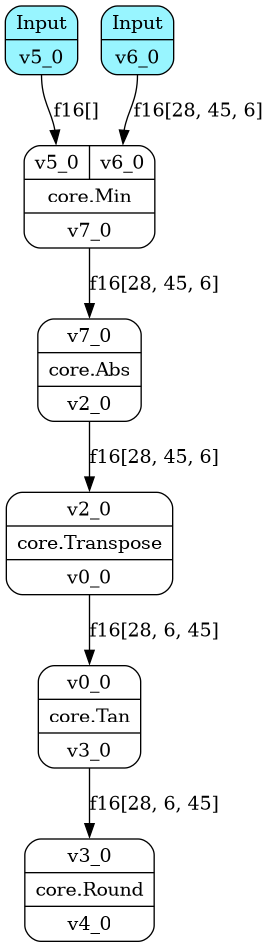 Input Input
v5_0 v6_0
f16[] f16[28, 45, 6]
v5_0 v6_0
core.Min
v7_0
f16[28, 45, 6]
v7_0
core.Abs
v2_0
f16[28, 45, 6]
v2_0
core.Transpose
v0_0
f16[28, 6, 45]
v0_0
core.Tan
v3_0
f16[28, 6, 45]
v3_0
core.Round
v4_0